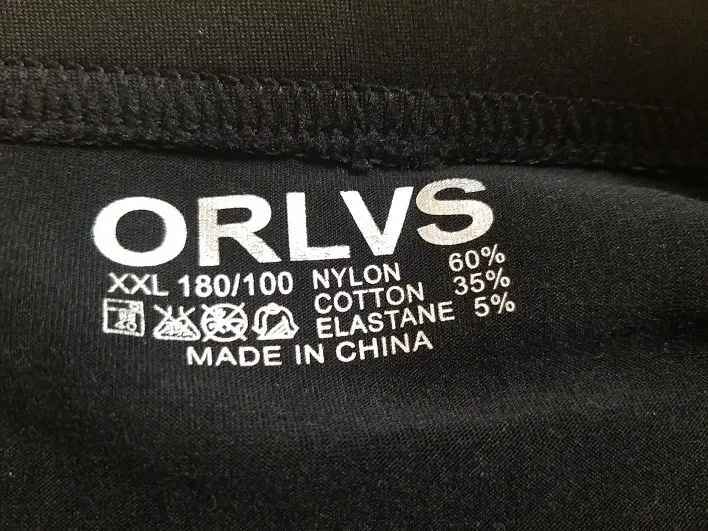 ORLVS
XXL 180/100
NYLON 60%
COTTON 35%
ELASTANE 5%
MADE IN CHINA